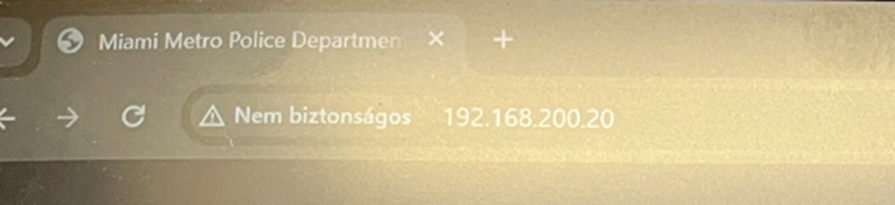 Miami Metro Police Departmen
Nem biztonságos 192.168.200.20